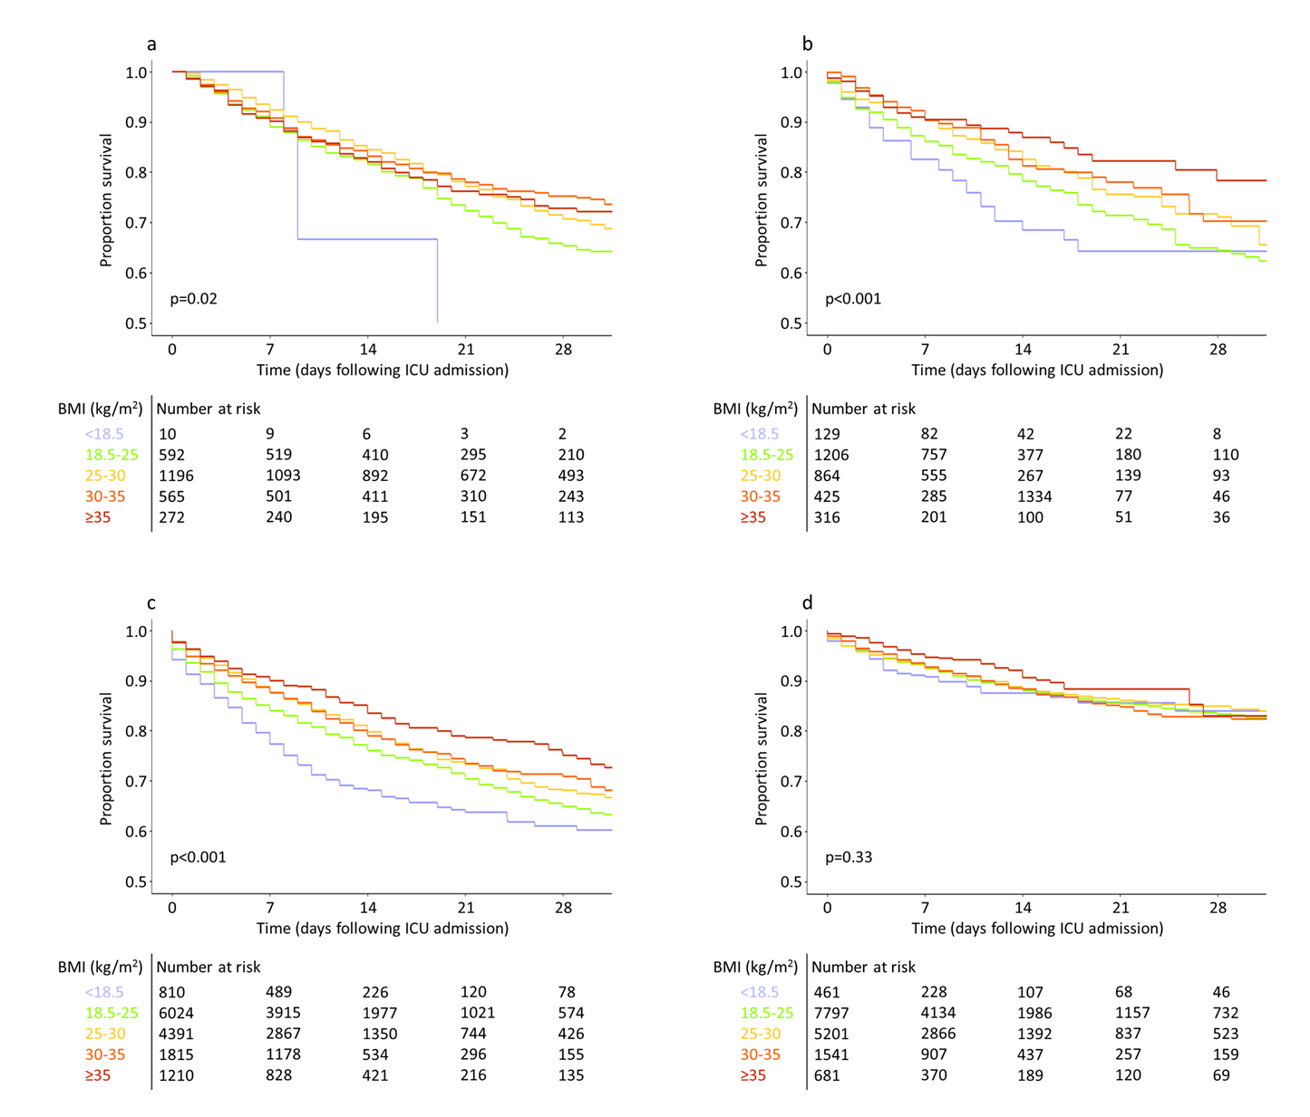 a
1.0
0.9
0.8
0.7
0.6
0.5
Proportion survival
p=0.02
0 7 14 21 28
Time (days following ICU admission)
BMI (kg/m²) Number at risk
<18.5 10 9 6 3 2
18.5-25 592 519 410 295 210
25-30 1196 1093 892 672 493
30-35 565 501 411 310 243
≥35 272 240 195 151 113
b
1.0
0.9
0.8
0.7
0.6
0.5
Proportion survival
p<0.001
0 7 14 21 28
Time (days following ICU admission)
BMI (kg/m²) Number at risk
<18.5 129 82 42 22 8
18.5-25 1206 757 377 180 110
25-30 864 555 267 139 93
30-35 425 285 1334 77 46
≥35 316 201 100 51 36
c
1.0
0.9
0.8
0.7
0.6
0.5
Proportion survival
p<0.001
0 7 14 21 28
Time (days following ICU admission)
BMI (kg/m²) Number at risk
<18.5 810 489 226 120 78
18.5-25 6024 3915 1977 1021 574
25-30 4391 2867 1350 744 426
30-35 1815 1178 534 296 155
≥35 1210 828 421 216 135
d
1.0
0.9
0.8
0.7
0.6
0.5
Proportion survival
p=0.33
0 7 14 21 28
Time (days following ICU admission)
BMI (kg/m²) Number at risk
<18.5 461 228 107 68 46
18.5-25 7797 4134 1986 1157 732
25-30 5201 2866 1392 837 523
30-35 1541 907 437 257 159
≥35 681 370 189 120 69